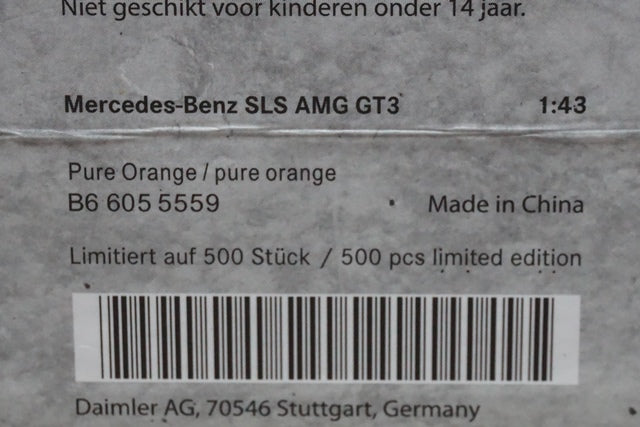 Niet geschikt voor kinderen onder 14 jaar.
Mercedes-Benz SLS AMG GT3 1:43
Pure Orange / pure orange
B6 605 5559 Made in China
Limitiert auf 500 Stück / 500 pcs limited edition
Daimler AG, 70546 Stuttgart, Germany